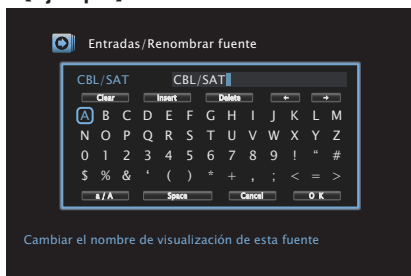 Entradas/Renombrar fuente
CBL/SAT CBL/SAT
Clear Insert Delete ← →
A B C D E F G H I J K L M
N O P Q R S T U V W X Y Z
0 1 2 3 4 5 6 7 8 9 ! “ #
$ % & ‘ ( ) * + , ; < = >
a / A Space Cancel O K
Cambiar el nombre de visualización de esta fuente